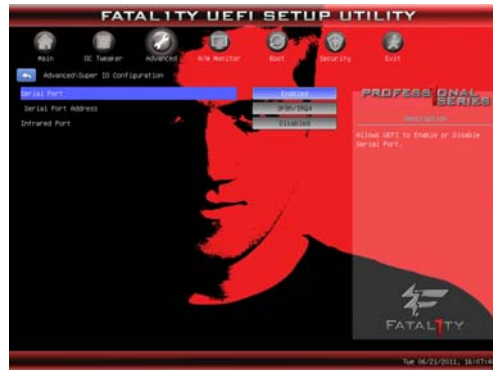 FATAL1TY UEFI SETUP UTILITY
Main OC Tweaker Advanced H/W Monitor Boot Security Exit
Advanced\Super IO Configuration
Serial Port Enabled
Serial Port Address 3F8h/IRQ4
Infrared Port Disabled
PROFESSIONAL
SERIES
Description
Allows UEFI to Enable or Disable
Serial Port.
FATAL1TY
Tue 06/21/2011, 16:07:4